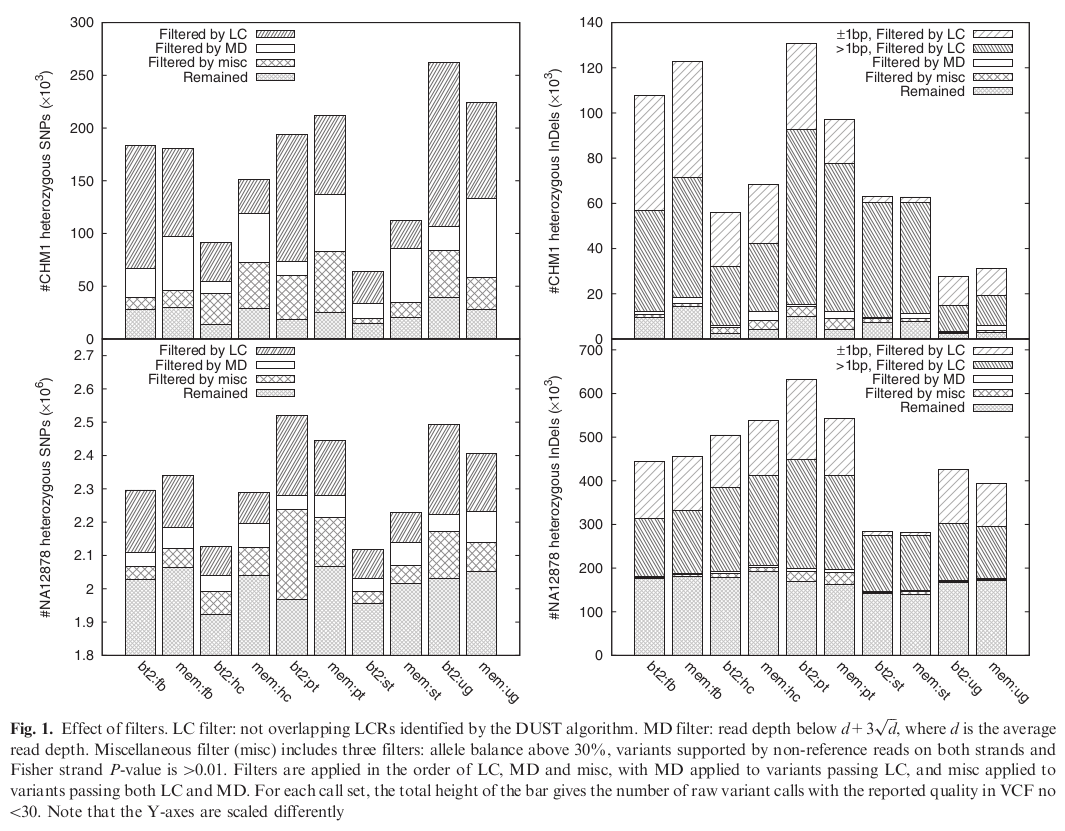 300
250
200
150
100
50
0
#CHM1 heterozygous SNPs (×10³)
Filtered by LC
Filtered by MD
Filtered by misc
Remained
140
120
100
80
60
40
20
0
#CHM1 heterozygous InDels (×10³)
±1bp, Filtered by LC
>1bp, Filtered by LC
Filtered by MD
Filtered by misc
Remained
2.7
2.6
2.5
2.4
2.3
2.2
2.1
2
1.9
1.8
#NA12878 heterozygous SNPs (×10⁶)
Filtered by LC
Filtered by MD
Filtered by misc
Remained
bt2:fb
mem:fb
bt2:hc
mem:hc
bt2:pt
mem:pt
bt2:st
mem:st
bt2:ug
mem:ug
700
600
500
400
300
200
100
0
#NA12878 heterozygous InDels (×10³)
±1bp, Filtered by LC
>1bp, Filtered by LC
Filtered by MD
Filtered by misc
Remained
bt2:fb
mem:fb
bt2:hc
mem:hc
bt2:pt
mem:pt
bt2:st
mem:st
bt2:ug
mem:ug
Fig. 1. Effect of filters. LC filter: not overlapping LCRs identified by the DUST algorithm. MD filter: read depth below d+3√d, where d is the average
read depth. Miscellaneous filter (misc) includes three filters: allele balance above 30%, variants supported by non-reference reads on both strands and
Fisher strand P-value is >0.01. Filters are applied in the order of LC, MD and misc, with MD applied to variants passing LC, and misc applied to
variants passing both LC and MD. For each call set, the total height of the bar gives the number of raw variant calls with the reported quality in VCF no
<30. Note that the Y-axes are scaled differently